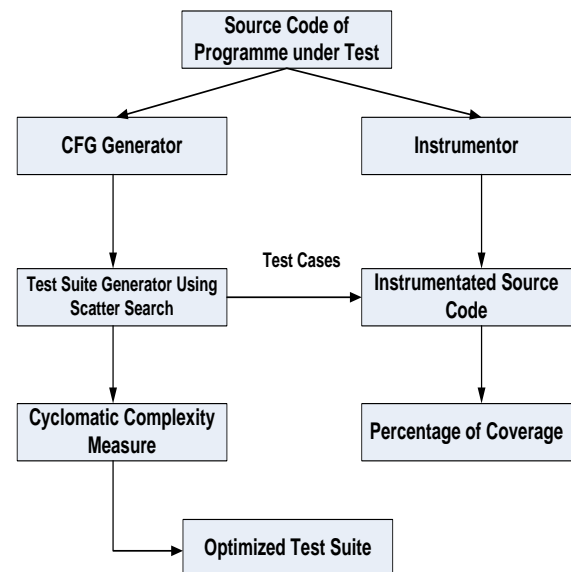 Source Code of
Programme under Test
CFG Generator
Instrumentor
Test Cases
Test Suite Generator Using
Scatter Search
Instrumentated Source
Code
Cyclomatic Complexity
Measure
Percentage of Coverage
Optimized Test Suite